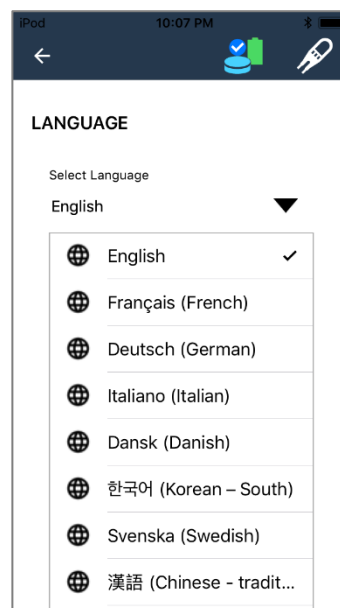 iPod 10:07 PM
LANGUAGE
Select Language
English
English
Français (French)
Deutsch (German)
Italiano (Italian)
Dansk (Danish)
한국어 (Korean – South)
Svenska (Swedish)
漢語 (Chinese - tradit...